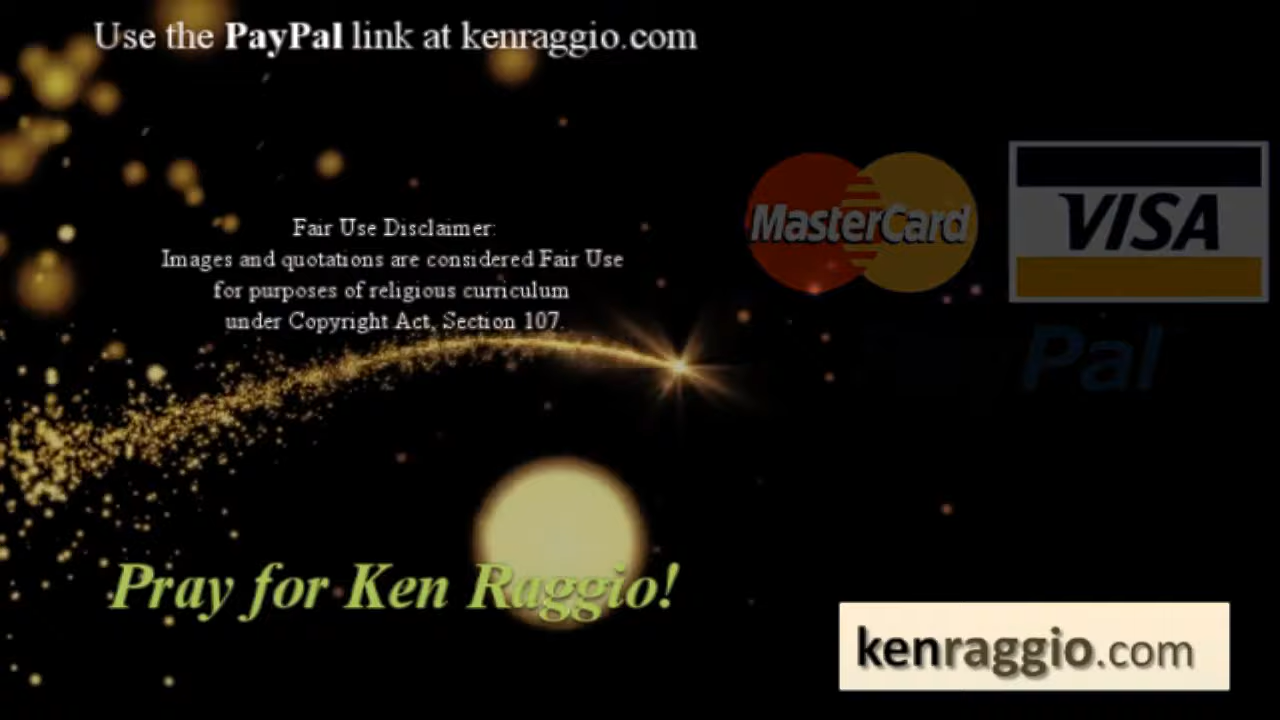 Use the PayPal link at kenraggio.com
MasterCard
VISA
Fair Use Disclaimer:
Images and quotations are considered Fair Use
for purposes of religious curriculum
under Copyright Act, Section 107.
Pal
Pray for Ken Raggio!
kenraggio.com